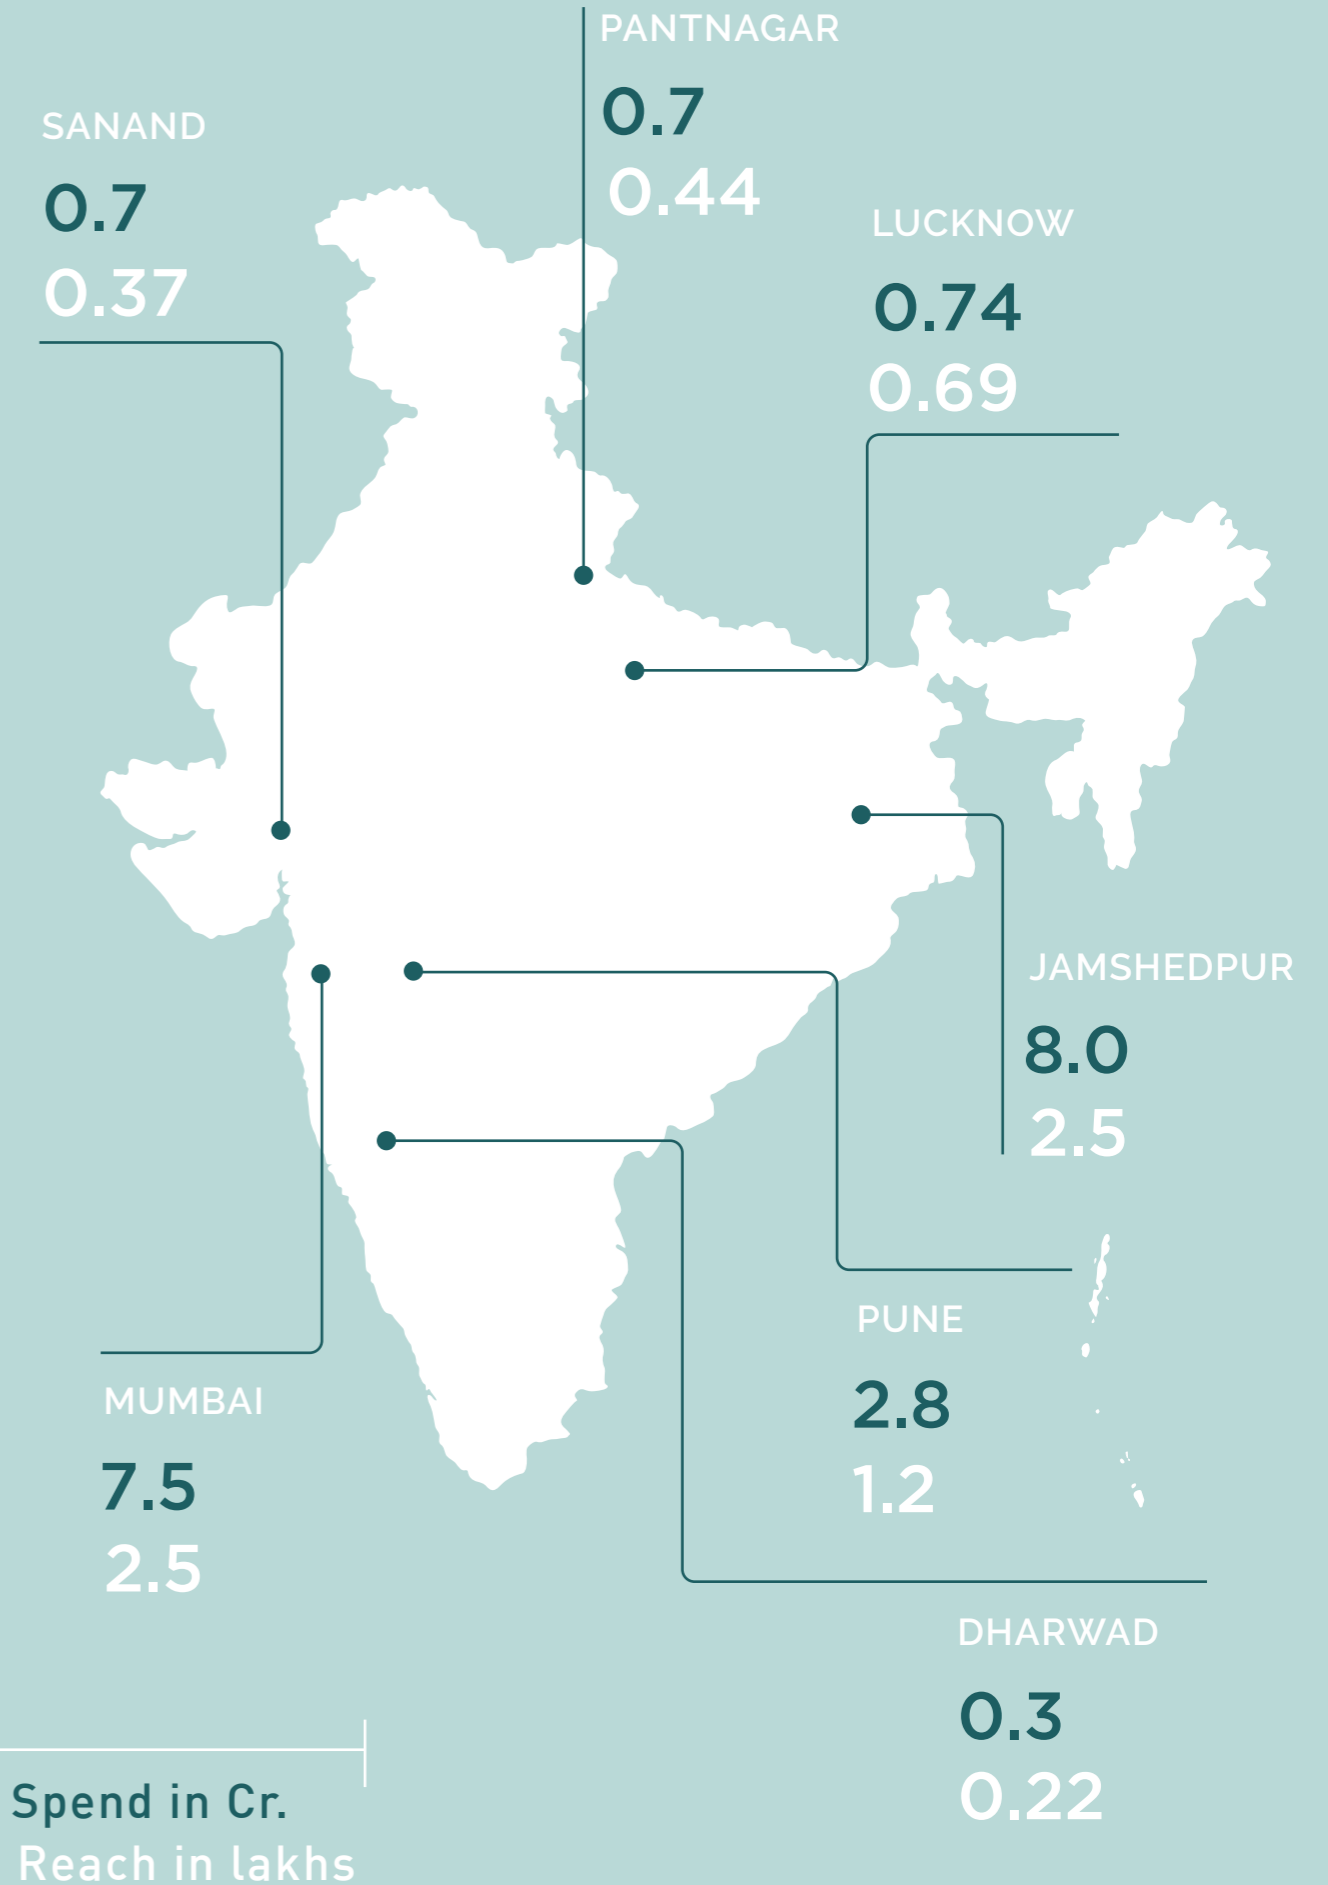 PANTNAGAR
0.7
0.44
SANAND
0.7
0.37
LUCKNOW
0.74
0.69
JAMSHEDPUR
8.0
2.5
PUNE
2.8
1.2
MUMBAI
7.5
2.5
DHARWAD
0.3
0.22
Spend in Cr.
Reach in lakhs